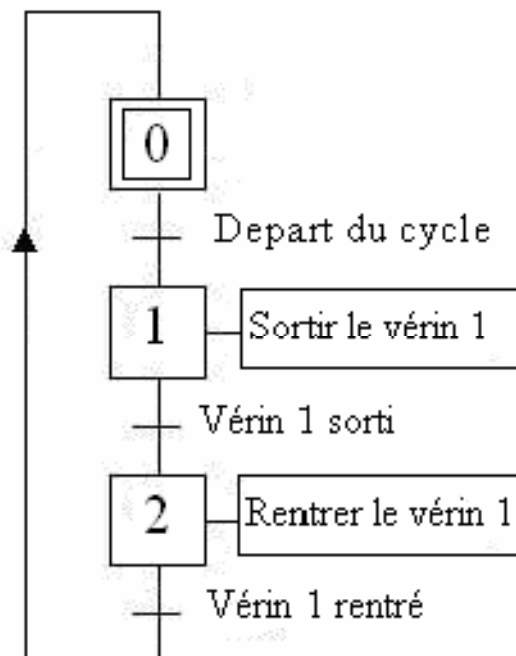 0
Depart du cycle
1
Sortir le vérin 1
Vérin 1 sorti
2
Rentrer le vérin 1
Vérin 1 rentré